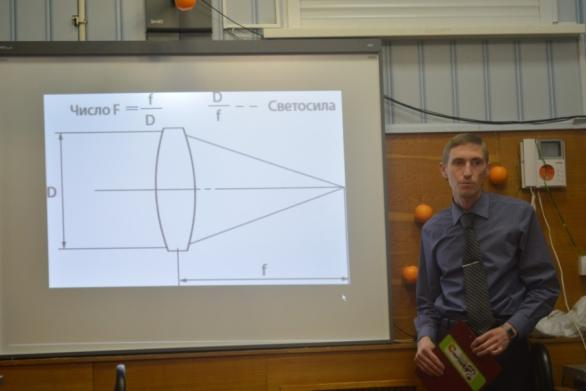 Число F = f/D D/f -- Светосила
D
f